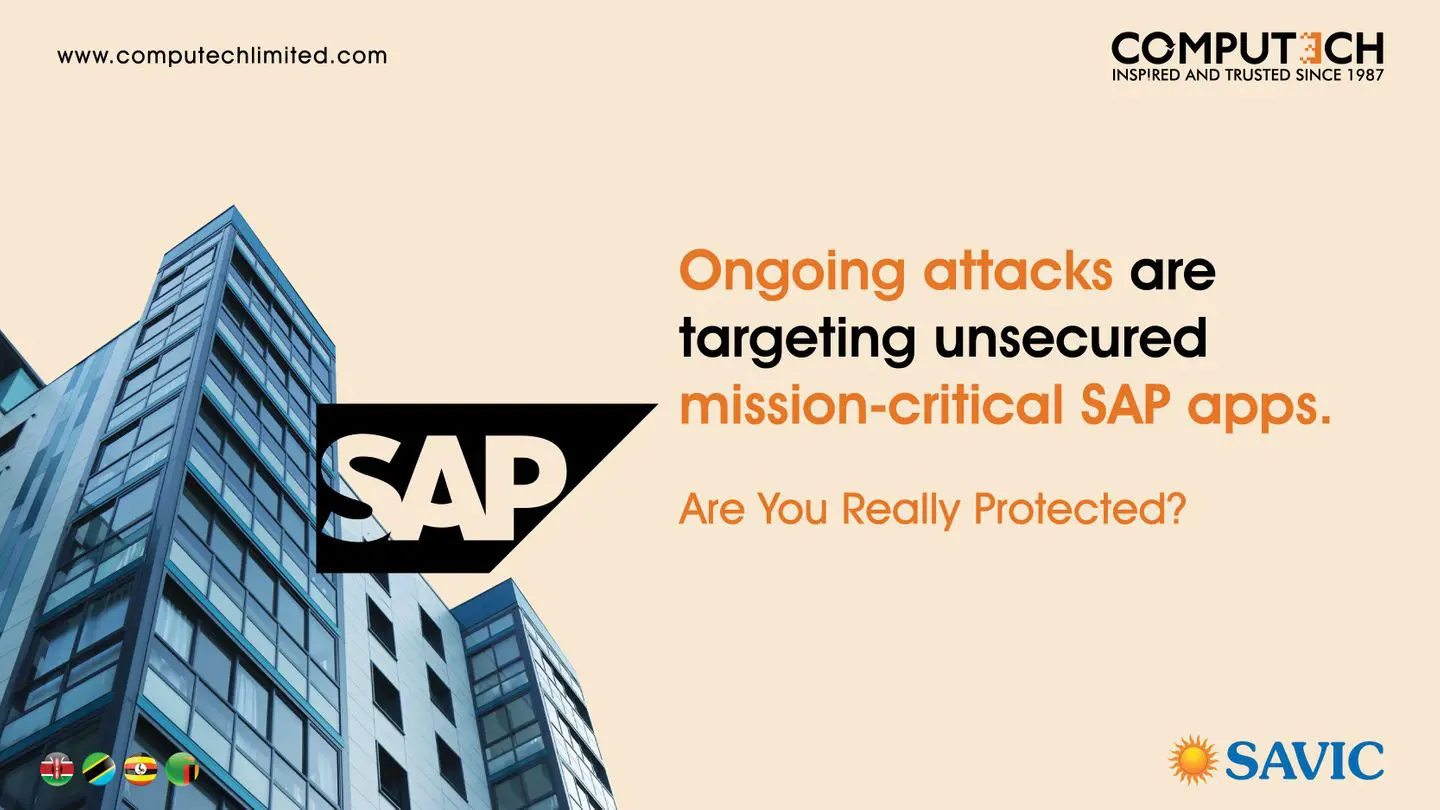 www.computechlimited.com
COMPUTECH
INSPIRED AND TRUSTED SINCE 1987
Ongoing attacks are
targeting unsecured
mission-critical SAP apps.
SAP
Are You Really Protected?
SAVIC